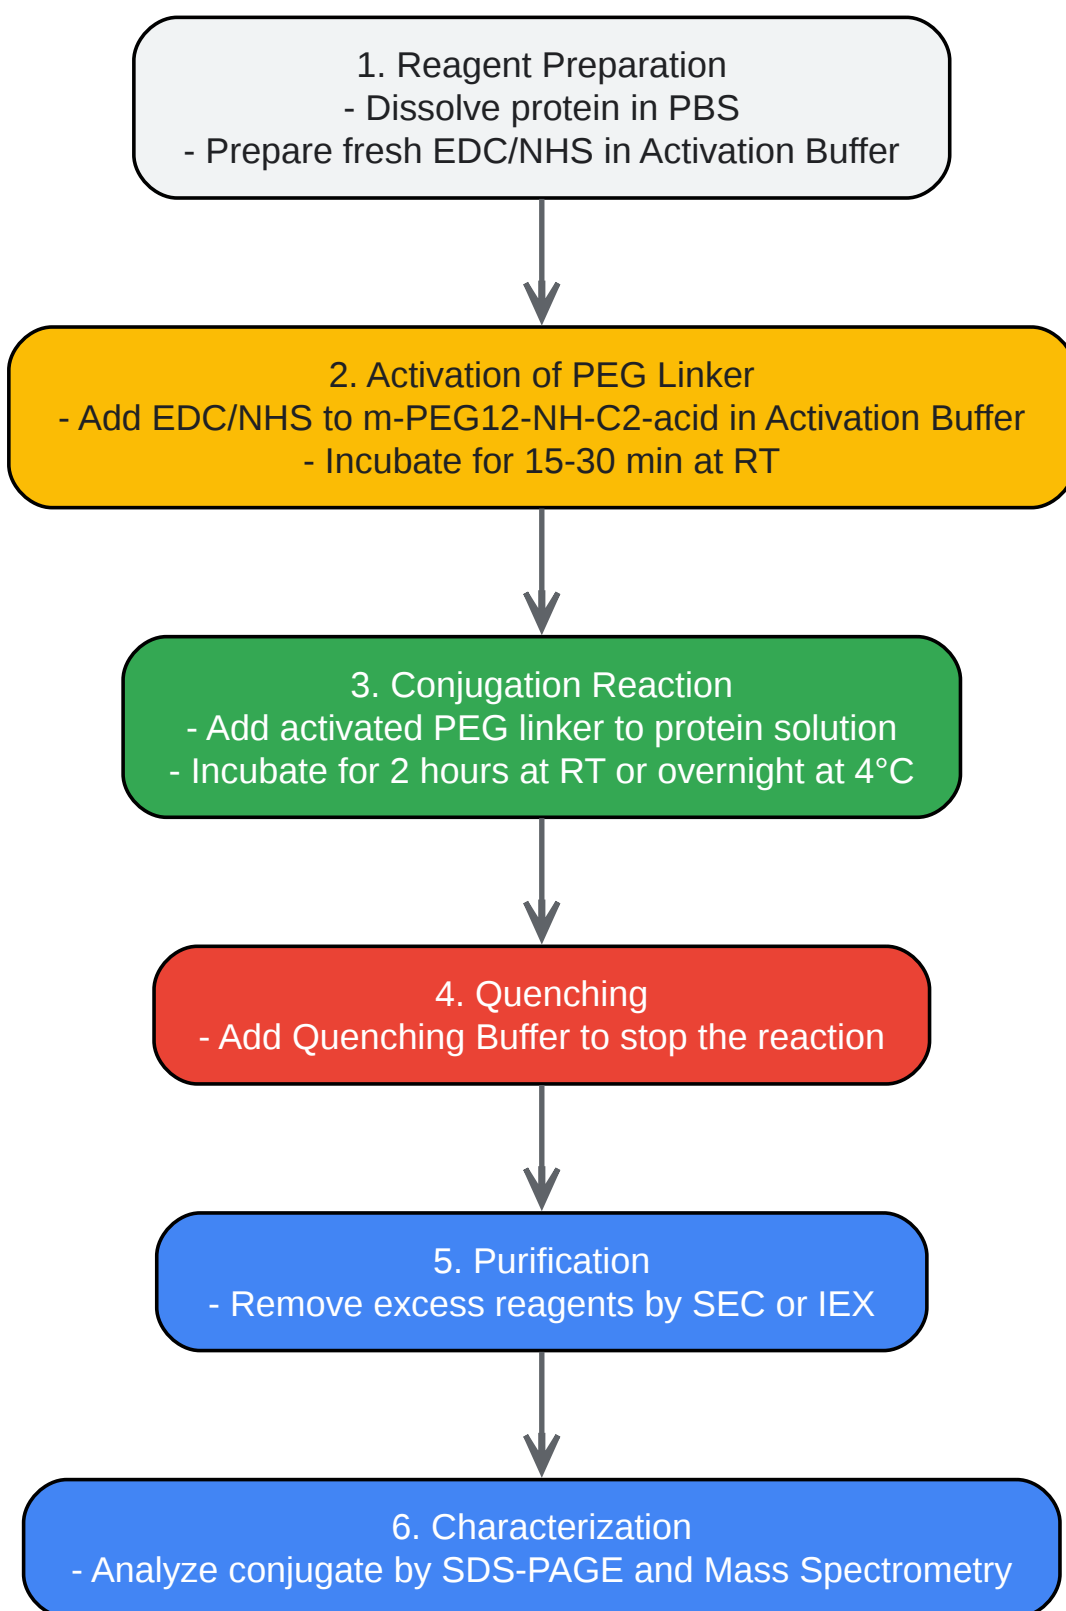 1. Reagent Preparation
- Dissolve protein in PBS
- Prepare fresh EDC/NHS in Activation Buffer
2. Activation of PEG Linker
- Add EDC/NHS to m-PEG12-NH-C2-acid in Activation Buffer
- Incubate for 15-30 min at RT
3. Conjugation Reaction
- Add activated PEG linker to protein solution
- Incubate for 2 hours at RT or overnight at 4°C
4. Quenching
- Add Quenching Buffer to stop the reaction
5. Purification
- Remove excess reagents by SEC or IEX
6. Characterization
- Analyze conjugate by SDS-PAGE and Mass Spectrometry